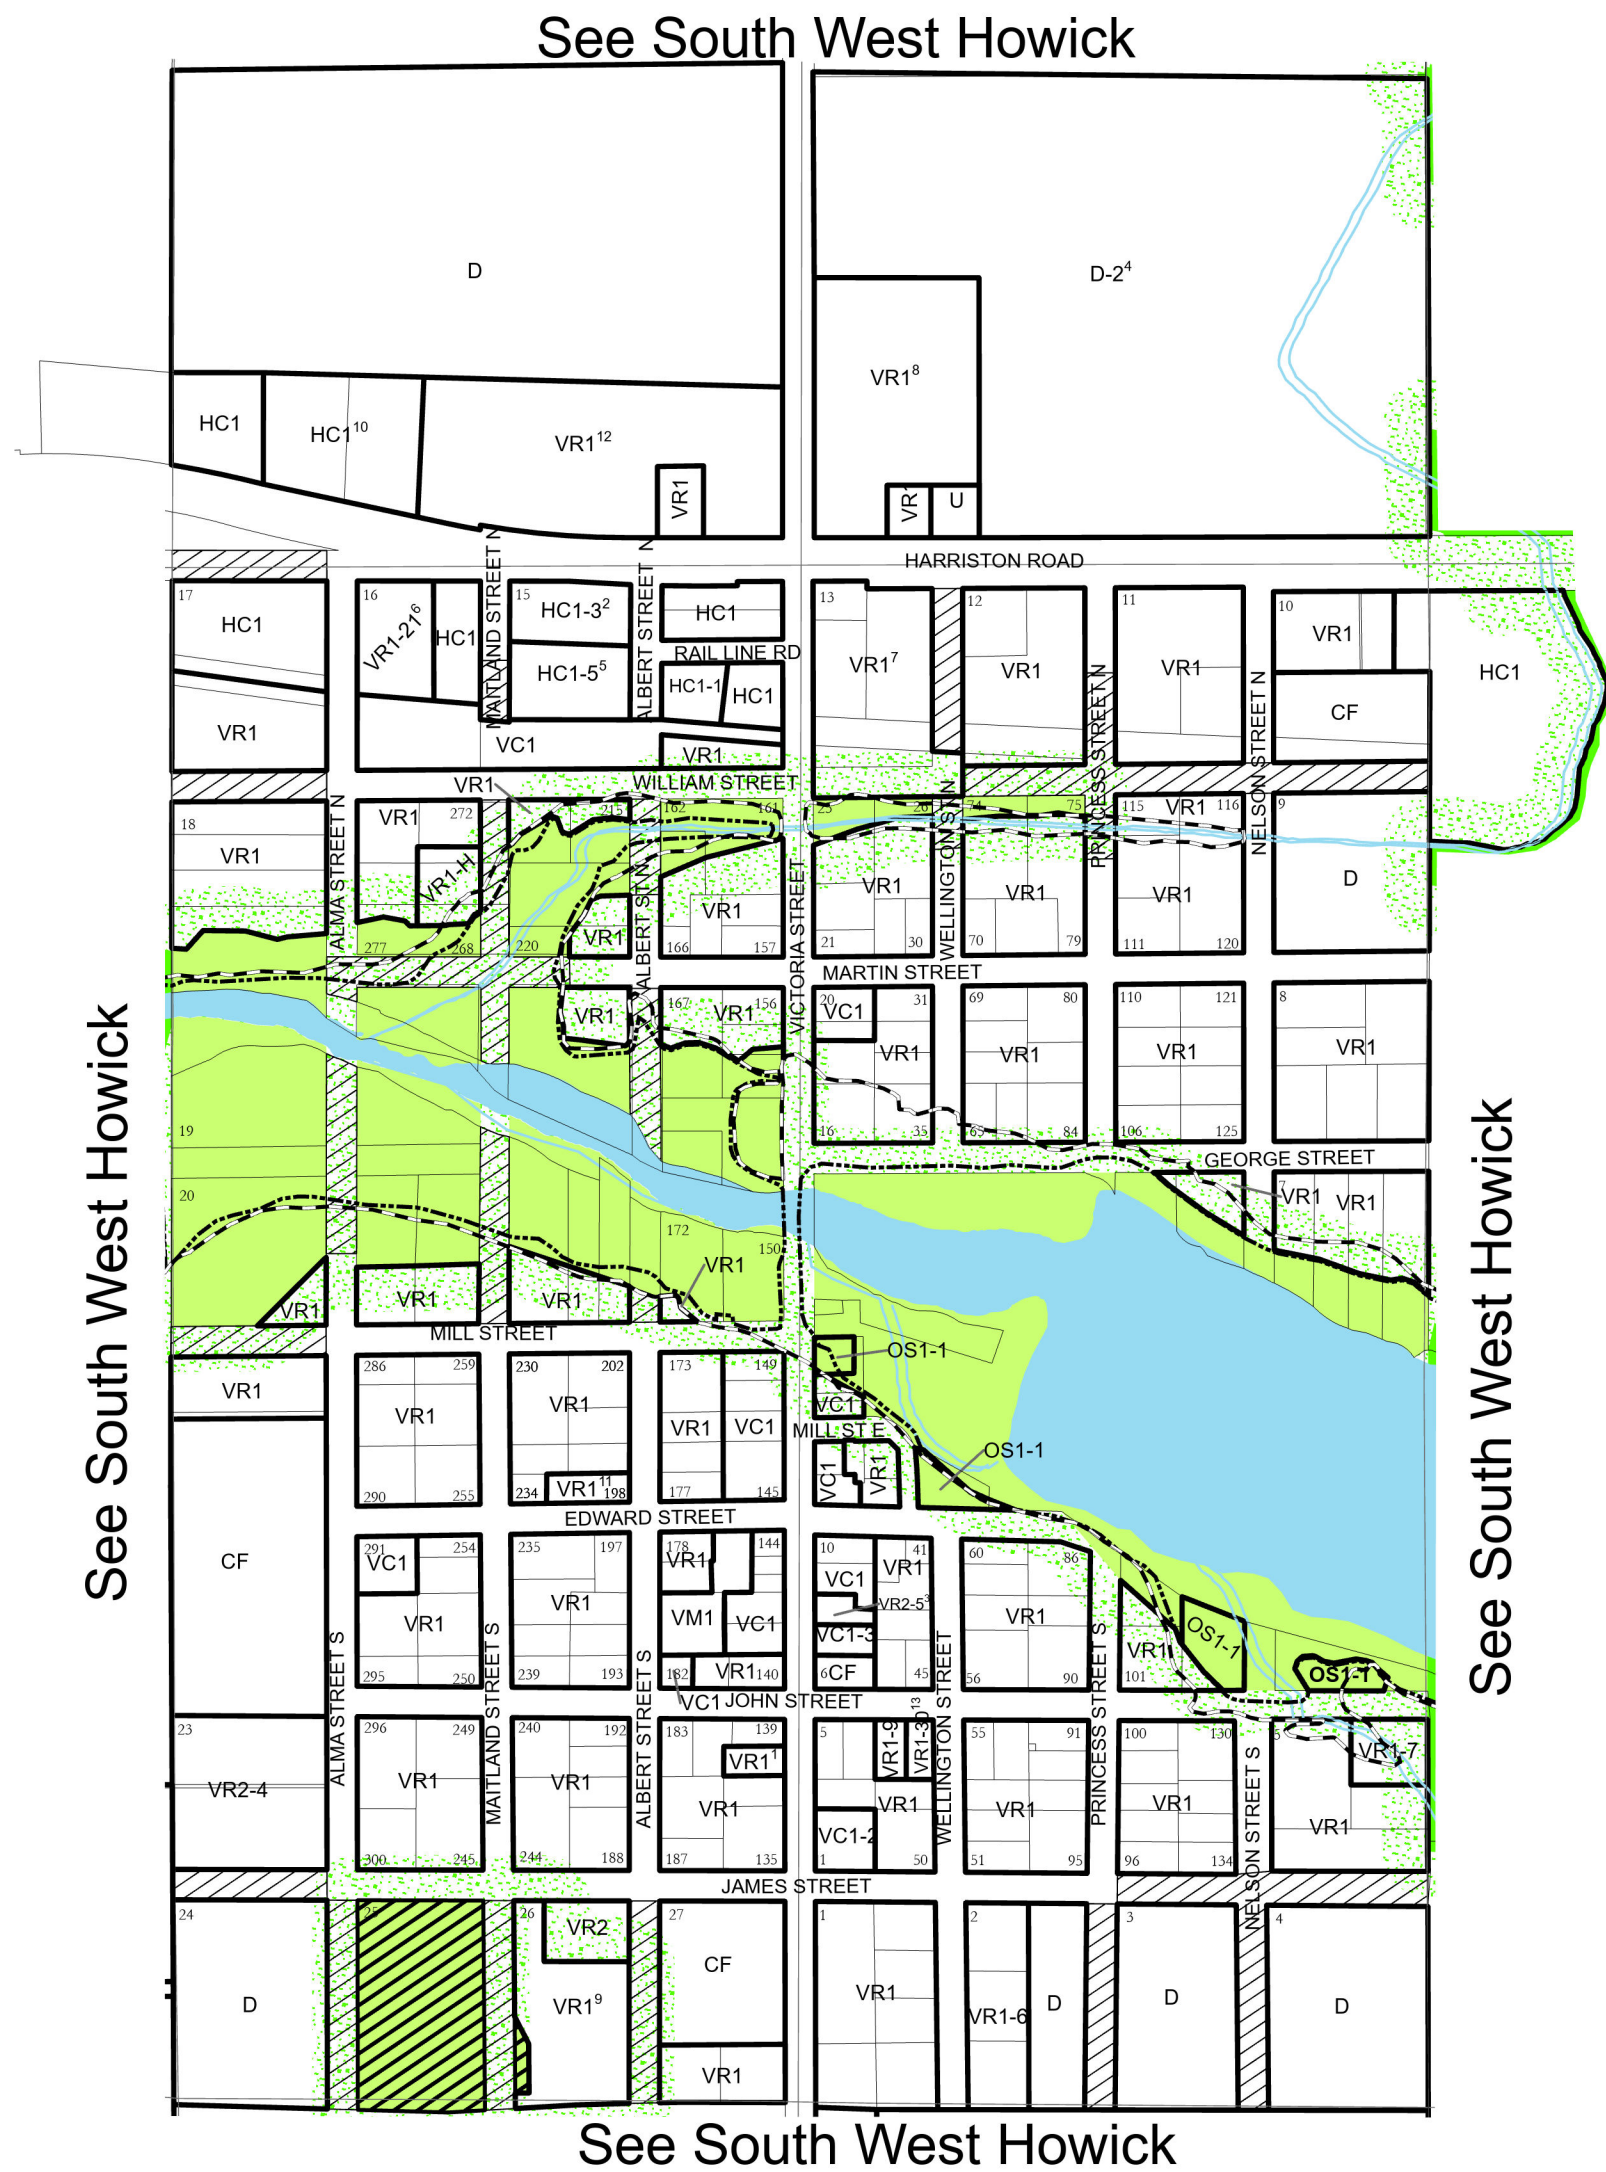 See South West Howick
D
D-2⁴
VR1⁸
HC1
HC1¹⁰
VR1¹²
VR1
VR1
U
HARRISTON ROAD
MAITLAND STREET N
ALBERT STREET N
17
HC1
16
VR1-21⁶
HC1
15
HC1-3²
HC1
13
12
11
10
VR1
RAIL LINE RD
HC1-5⁵
HC1-1
HC1
VR1⁷
VR1
VR1
HC1
CF
VR1
VC1
VR1
PRINCESS STREET N
NELSON STREET N
WILLIAM STREET
VR1
18
VR1
VR1
272
VR1-H
215
162
161
25
26
74
75
115
VR1
116
9
ALMA STREET N
277
268
220
VR1
ALBERT ST N
VR1
166
157
VICTORIA STREET
VR1
21
30
WELLINGTON ST N
VR1
70
79
VR1
111
120
D
MARTIN STREET
VR1
167
156
VR1
20
VC1
31
VR1
16
35
69
80
VR1
65
84
110
121
VR1
106
125
8
VR1
See South West Howick
See South West Howick
19
20
GEORGE STREET
7
VR1
VR1
172
150
VR1
VR1
VR1
VR1
MILL STREET
OS1-1
VC1
MILL ST E
VR1
286
259
VR1
290
255
230
202
VR1
234
VR1¹¹
198
173
149
VR1
VC1
177
145
VC1
VR1
OS1-1
EDWARD STREET
CF
291
254
VC1
VR1
295
250
235
197
VR1
239
193
178
144
VR1
VM1
VC1
182
VR1
140
VC1
10
41
VC1
VR1
VR2-5³
VC1-3
6
CF
45
60
86
VR1
56
90
VR1
101
OS1-1
OS1-1
JOHN STREET
ALMA STREET S
MAITLAND STREET S
ALBERT STREET S
WELLINGTON STREET
PRINCESS STREET S
NELSON STREET S
23
VR2-4
296
249
VR1
300
245
240
192
VR1
244
188
183
139
VR1¹
VR1
187
135
5
VR1-9
VR1-30¹³
VR1
VC1-2
1
50
55
91
VR1
51
95
100
130
VR1
96
134
5
VR1-7
VR1
JAMES STREET
24
D
25
26
VR2
VR1⁹
27
CF
VR1
1
VR1
2
VR1-6
D
3
D
4
D
See South West Howick